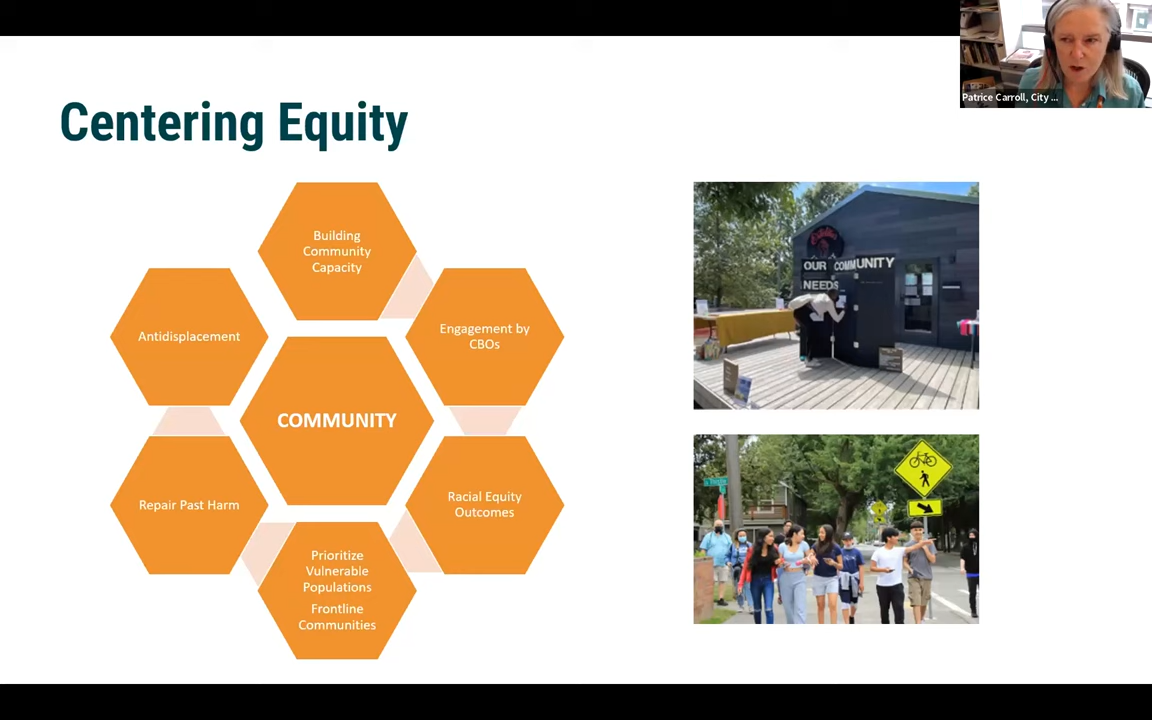 Patrice Carroll, City ...
Centering Equity
Building
Community
Capacity
Antidisplacement
Engagement by
CBOs
COMMUNITY
Repair Past Harm
Racial Equity
Outcomes
Prioritize
Vulnerable
Populations
Frontline
Communities
OUR COMMUNITY
NEEDS